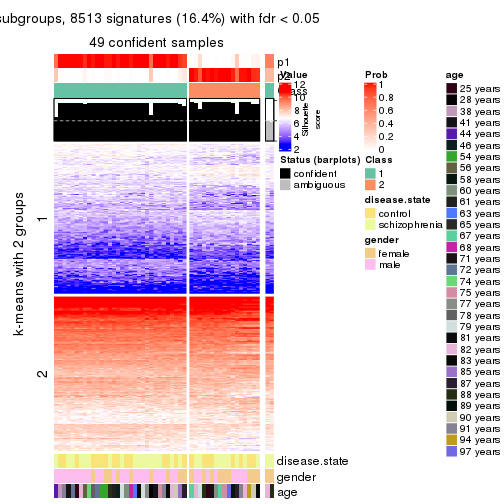 subgroups, 8513 signatures (16.4%) with fdr < 0.05
49 confident samples
p1
p2
Class
Silhouette
score
k-means with 2 groups
1
2
disease.state
gender
age
Value
12
10
8
6
4
2
Status (barplots)
confident
ambiguous
Prob
1
0.8
0.6
0.4
0.2
0
Class
1
2
disease.state
control
schizophrenia
gender
female
male
age
25 years
28 years
38 years
41 years
44 years
46 years
54 years
56 years
58 years
60 years
61 years
63 years
65 years
67 years
68 years
71 years
72 years
74 years
75 years
77 years
78 years
79 years
81 years
82 years
83 years
85 years
87 years
88 years
89 years
90 years
91 years
94 years
97 years